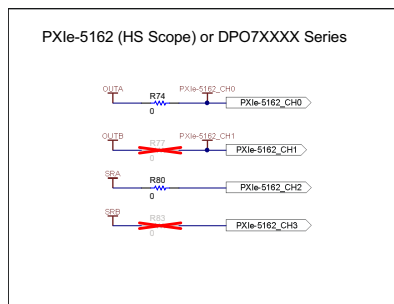 PXIe-5162 (HS Scope) or DPO7XXXX Series
OUTA R74 PXIe-5162_CH0
0 PXIe-5162_CH0
OUTB R77 PXIe-5162_CH1
0 PXIe-5162_CH1
SRA R80
0 PXIe-5162_CH2
SRB R83
0 PXIe-5162_CH3